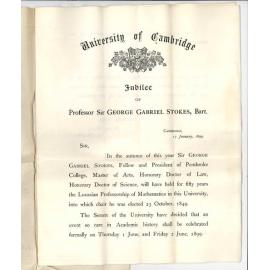 University of Cambridge
Jubilee
OF
Professor Sir GEORGE GABRIEL STOKES, Bart.
CAMBRIDGE,
17 January, 1899.
SIR,
In the autumn of this year Sir GEORGE
GABRIEL STOKES, Fellow and President of Pembroke
College, Master of Arts, Honorary Doctor of Law,
Honorary Doctor of Science, will have held for fifty years
the Lucasian Professorship of Mathematics in this University,
into which chair he was elected 23 October, 1849.
The Senate of the University have decided that an
event so rare in Academic history shall be celebrated
formally on Thursday 1 June, and Friday 2 June, 1899.